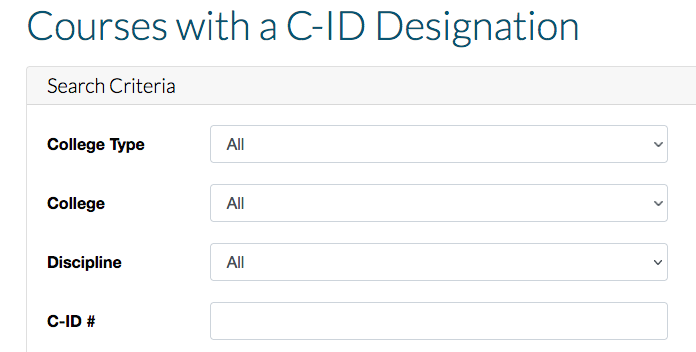 Courses with a C-ID Designation
Search Criteria
College Type All
College All
Discipline All
C-ID #